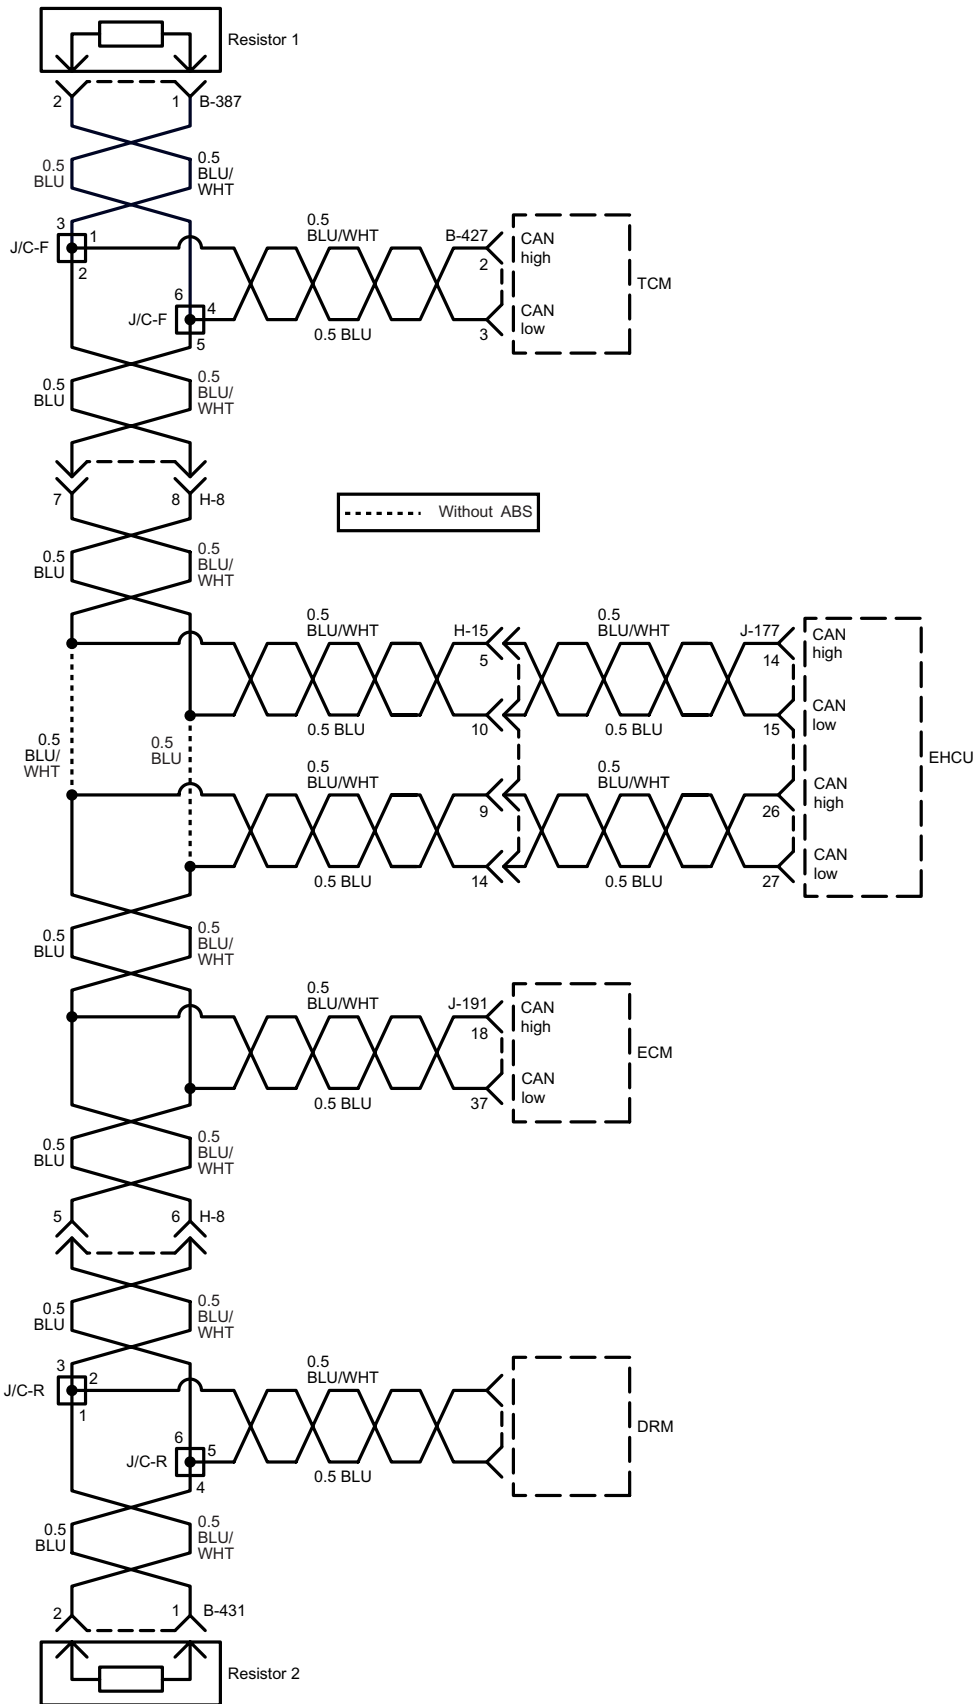 Resistor 1
2
1
B-387
0.5
BLU
0.5
BLU/
WHT
3
1
J/C-F
2
0.5
BLU/WHT
B-427
2
CAN
high
TCM
6
4
J/C-F
5
0.5 BLU
3
CAN
low
0.5
BLU
0.5
BLU/
WHT
7
8
H-8
Without ABS
0.5
BLU
0.5
BLU/
WHT
0.5
BLU/WHT
H-15
5
0.5
BLU/WHT
J-177
14
CAN
high
0.5 BLU
10
0.5 BLU
15
CAN
low
0.5
BLU/
WHT
0.5
BLU
EHCU
0.5
BLU/WHT
9
0.5
BLU/WHT
26
CAN
high
0.5 BLU
14
0.5 BLU
27
CAN
low
0.5
BLU
0.5
BLU/
WHT
0.5
BLU/WHT
J-191
18
CAN
high
ECM
0.5 BLU
37
CAN
low
0.5
BLU
0.5
BLU/
WHT
5
6
H-8
0.5
BLU
0.5
BLU/
WHT
3
2
J/C-R
1
0.5
BLU/WHT
DRM
6
5
J/C-R
4
0.5 BLU
0.5
BLU
0.5
BLU/
WHT
2
1
B-431
Resistor 2